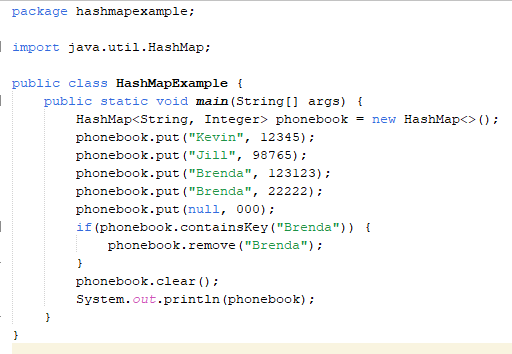 package hashmapexample;
import java.util.HashMap;
public class HashMapExample {
public static void main(String[] args) {
HashMap<String, Integer> phonebook = new HashMap<>();
phonebook.put("Kevin", 12345);
phonebook.put("Jill", 98765);
phonebook.put("Brenda", 123123);
phonebook.put("Brenda", 22222);
phonebook.put(null, 000);
if(phonebook.containsKey("Brenda")) {
phonebook.remove("Brenda");
}
phonebook.clear();
System.out.println(phonebook);
}
}